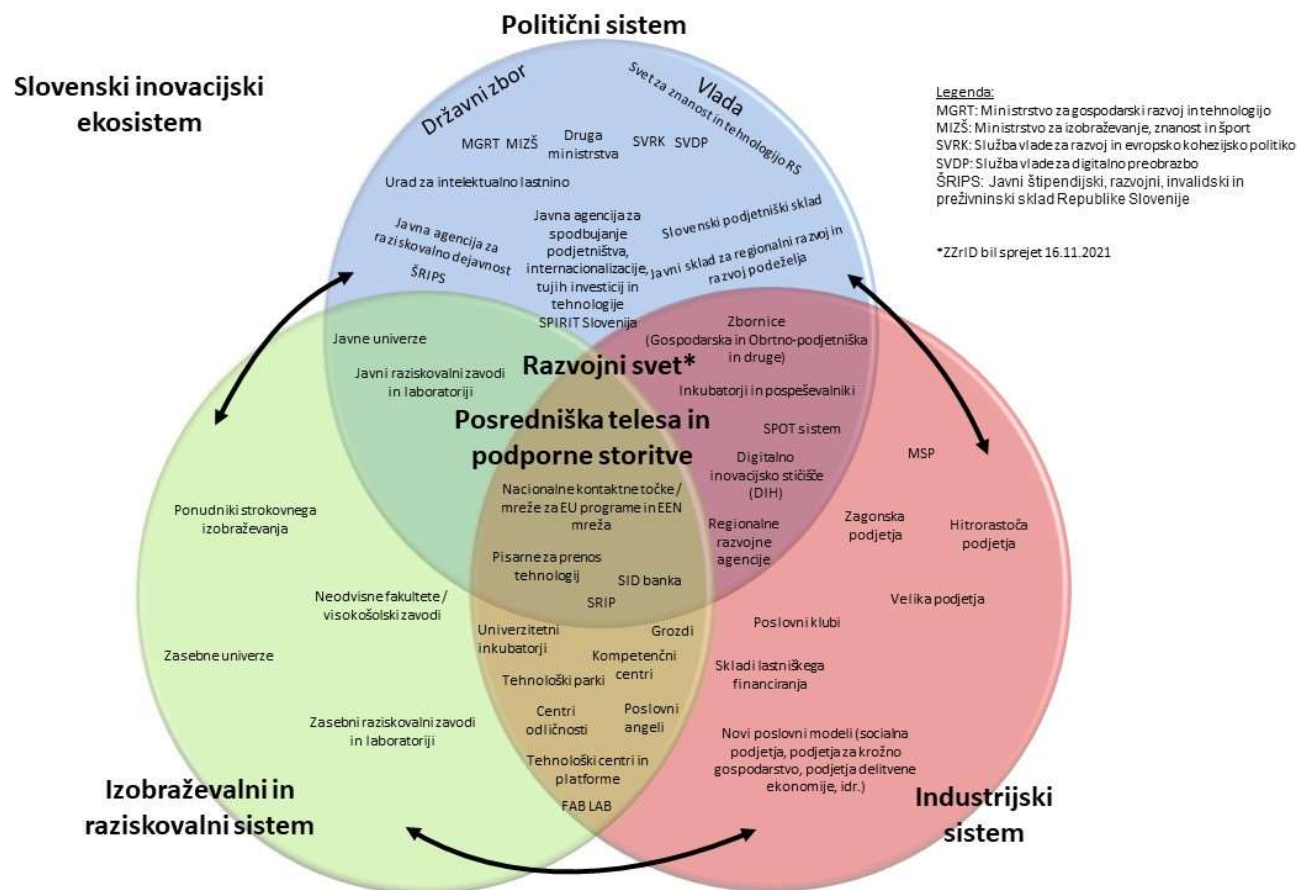 Politični sistem
Slovenski inovacijski
ekosistem
Državni zbor
Vlada
Svet za znanost in tehnologijo RS
MGRT MIZŠ
Druga
ministrstva
SVRK SVDP
Urad za intelektualno lastnino
Javna agencija za
raziskovalno dejavnost
ŠRIPS
Javna agencija za
spodbujanje
podjetništva,
internacionalizacije,
tujih investicij in
tehnologije
SPIRIT Slovenija
Slovenski podjetniški sklad
Javni sklad za regionalni razvoj in
razvoj podeželja
Legenda:
MGRT: Ministrstvo za gospodarski razvoj in tehnologijo
MIZŠ: Ministrstvo za izobraževanje, znanost in šport
SVRK: Služba vlade za razvoj in evropsko kohezijsko politiko
SVDP: Služba vlade za digitalno preobrazbo
ŠRIPS: Javni štipendijski, razvojni, invalidski in
preživninski sklad Republike Slovenije
*ZZrID bil sprejet 16.11.2021
Javne univerze
Javni raziskovalni zavodi
in laboratoriji
Razvojni svet*
Zbornice
(Gospodarska in Obrtno-podjetniška
in druge)
Inkubatorji in pospeševalniki
SPOT sistem
Digitalno
inovacijsko stičišče
(DIH)
Regionalne
razvojne
agencije
Posredniška telesa in
podporne storitve
Nacionalne kontaktne točke/
mreže za EU programe in EEN
mreža
Pisarne za prenos
tehnologij
SID banka
SRIP
Ponudniki strokovnega
izobraževanja
Neodvisne fakultete/
visokošolski zavodi
Zasebne univerze
Zasebni raziskovalni zavodi
in laboratoriji
Izobraževalni in
raziskovalni sistem
Univerzitetni
inkubatorji
Grozdi
Kompetenčni
centri
Tehnološki parki
Centri
odličnosti
Poslovni
angeli
Tehnološki centri in
platforme
FAB LAB
MSP
Zagonska
podjetja
Hitrorastoča
podjetja
Velika podjetja
Poslovni klubi
Skladi lastniškega
financiranja
Novi poslovni modeli (socialna
podjetja, podjetja za krožno
gospodarstvo, podjetja delitvene
ekonomije, idr.)
Industrijski
sistem